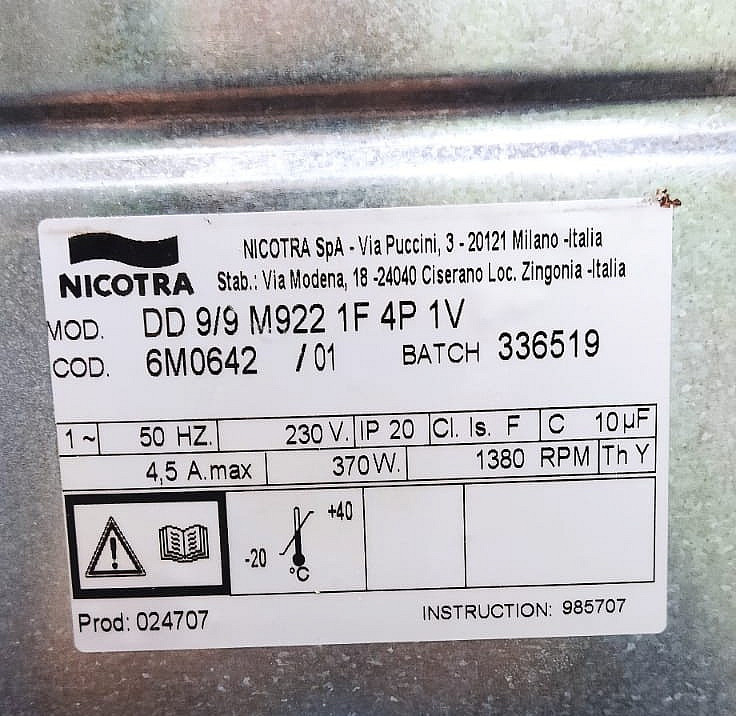 NICOTRA
NICOTRA SpA - Via Puccini, 3 - 20121 Milano -Italia
Stab.: Via Modena, 18 -24040 Ciserano Loc. Zingonia -Italia
MOD. DD 9/9 M922 1F 4P 1V
COD. 6M0642 /01 BATCH 336519
1~ 50 HZ. 230 V. IP 20 Cl. Is. F C 10µF
4,5 A.max 370W. 1380 RPM Th Y
-20 +40
°C
Prod: 024707 INSTRUCTION: 985707